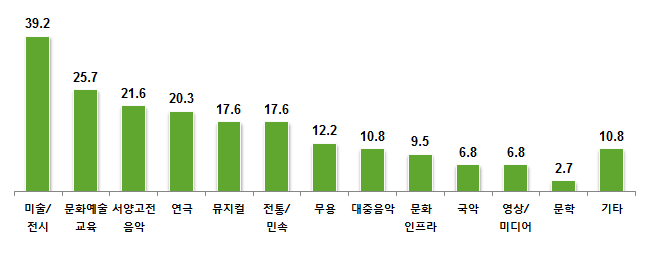 39.2
25.7
21.6
20.3
17.6
17.6
12.2
10.8
9.5
6.8
6.8
2.7
10.8
미술/
전시
문화예술
교육
서양고전
음악
연극
뮤지컬
전통/
민속
무용
대중음악
문화
인프라
국악
영상/
미디어
문학
기타